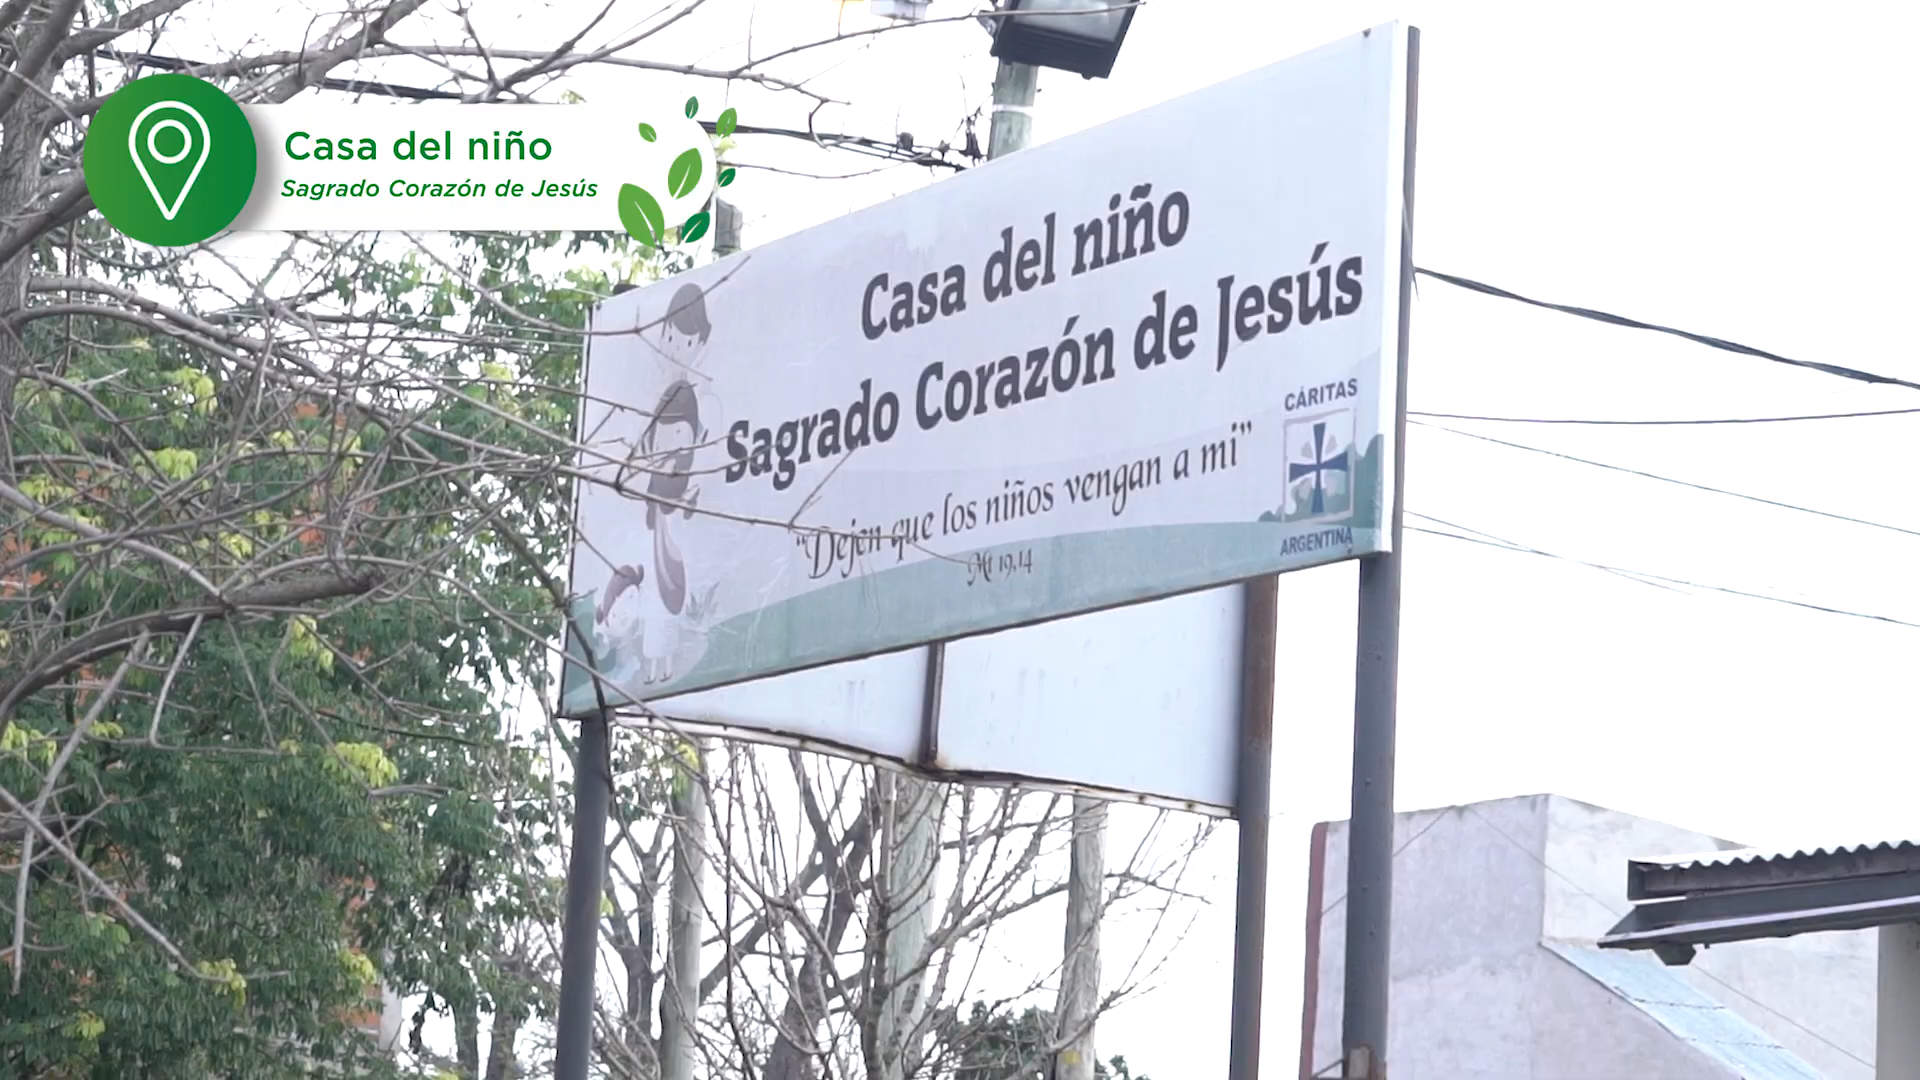 Casa del niño
Sagrado Corazón de Jesús
Casa del niño
Sagrado Corazón de Jesús
“Dejen que los niños vengan a mi”
Mt 19,14
CÁRITAS
ARGENTINA